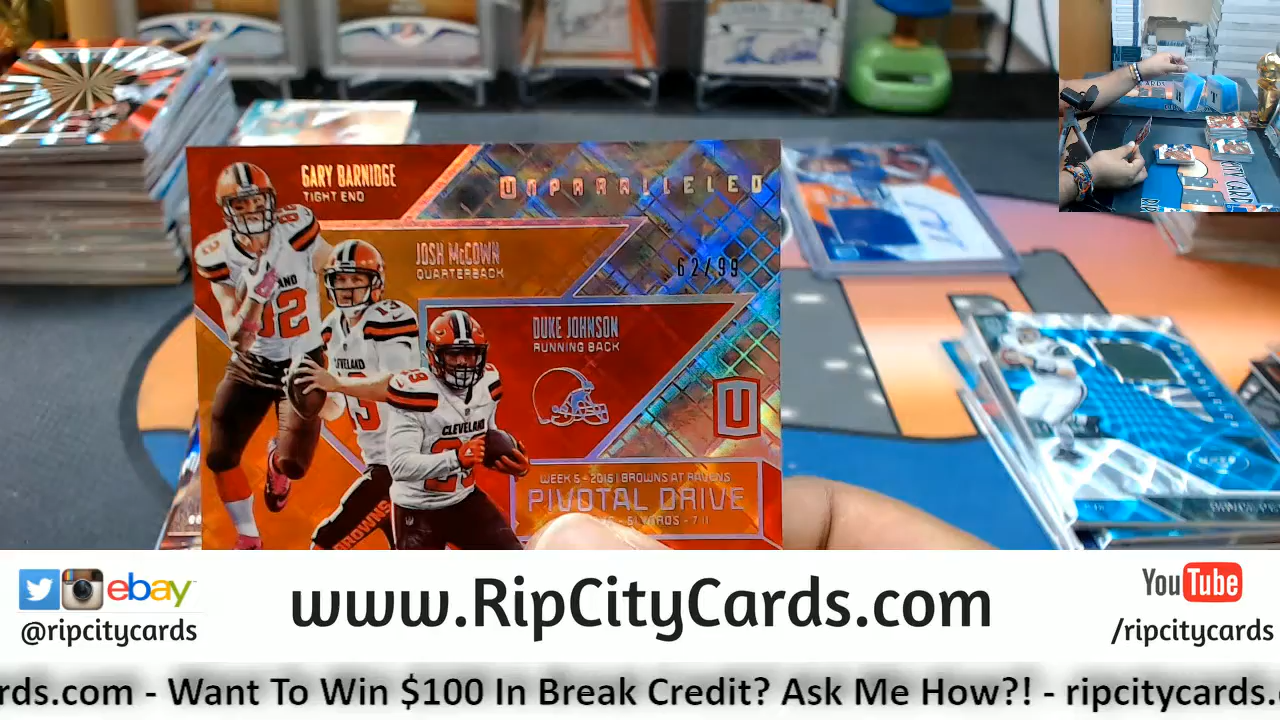 GARY BARNIDGE
TIGHT END
UNPARALLELED
JOSH McCOWN
QUARTERBACK
62/99
DUKE JOHNSON
RUNNING BACK
U
CLEVELAND
WEEK 5 - 2016 | BROWNS AT RAVENS
PIVOTAL DRIVE
BROWNS
ebay
@ripcitycards
www.RipCityCards.com
YouTube
/ripcitycards
rds.com - Want To Win $100 In Break Credit? Ask Me How?! - ripcitycards.